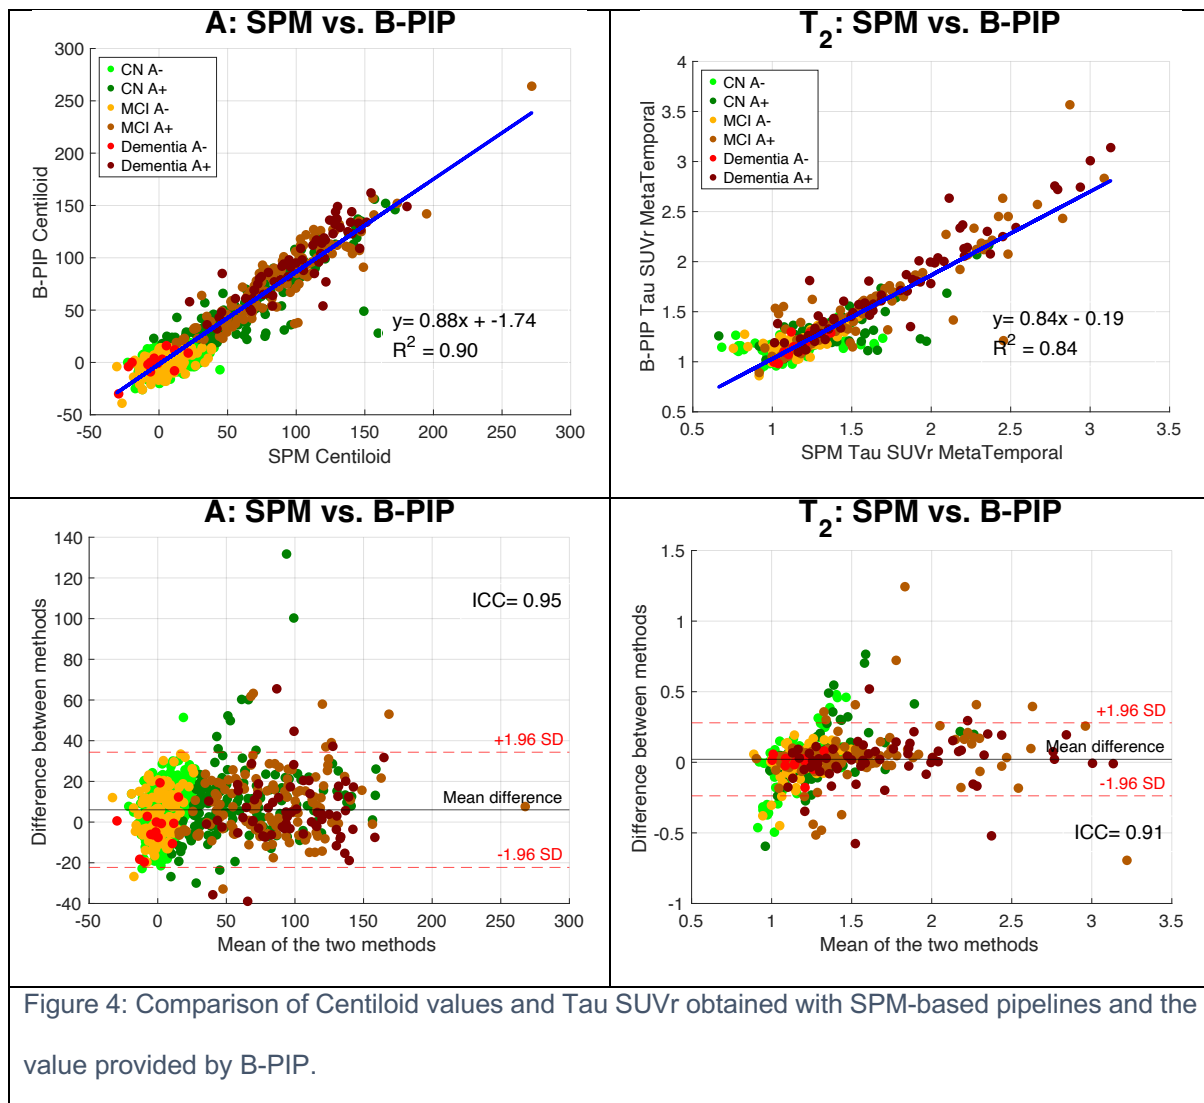 A: SPM vs. B-PIP
300
250
200
150
100
50
0
-50
B-PIP Centiloid
CN A-
CN A+
MCI A-
MCI A+
Dementia A-
Dementia A+
y= 0.88x + -1.74
R2 = 0.90
-50 0 50 100 150 200 250 300
SPM Centiloid
T2: SPM vs. B-PIP
4
3.5
3
2.5
2
1.5
1
0.5
B-PIP Tau SUVr MetaTemporal
CN A-
CN A+
MCI A-
MCI A+
Dementia A-
Dementia A+
y= 0.84x - 0.19
R2 = 0.84
0.5 1 1.5 2 2.5 3 3.5
SPM Tau SUVr MetaTemporal
A: SPM vs. B-PIP
140
120
100
80
60
40
20
0
-20
-40
Difference between methods
ICC= 0.95
+1.96 SD
Mean difference
-1.96 SD
-50 0 50 100 150 200 250 300
Mean of the two methods
T2: SPM vs. B-PIP
1.5
1
0.5
0
-0.5
-1
Difference between methods
+1.96 SD
Mean difference
-1.96 SD
ICC= 0.91
0.5 1 1.5 2 2.5 3 3.5
Mean of the two methods
Figure 4: Comparison of Centiloid values and Tau SUVr obtained with SPM-based pipelines and the
value provided by B-PIP.